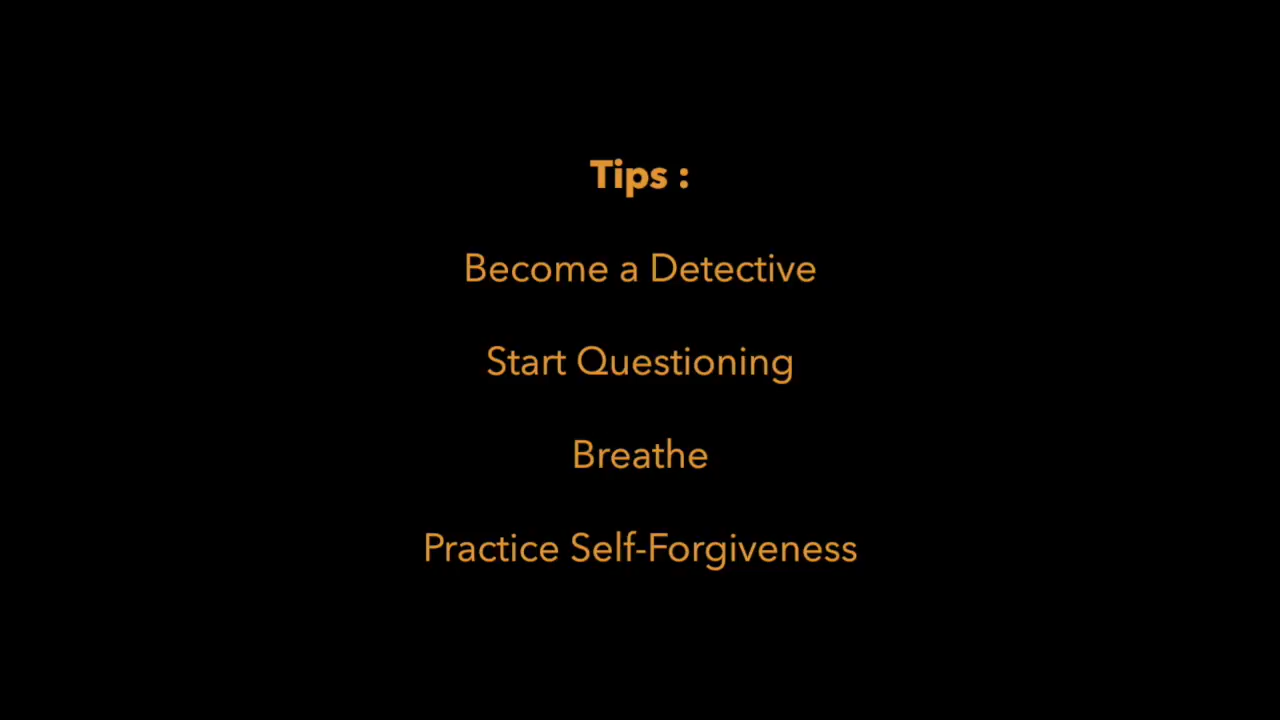 Tips :
Become a Detective
Start Questioning
Breathe
Practice Self-Forgiveness